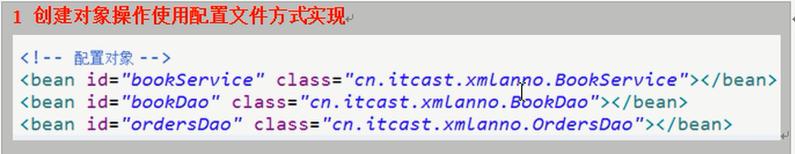 1 创建对象操作使用配置文件方式实现
<!-- 配置对象 -->
<bean id="bookService" class="cn.itcast.xmlanno.BookService"></bean>
<bean id="bookDao" class="cn.itcast.xmlanno.BookDao"></bean>
<bean id="ordersDao" class="cn.itcast.xmlanno.OrdersDao"></bean>